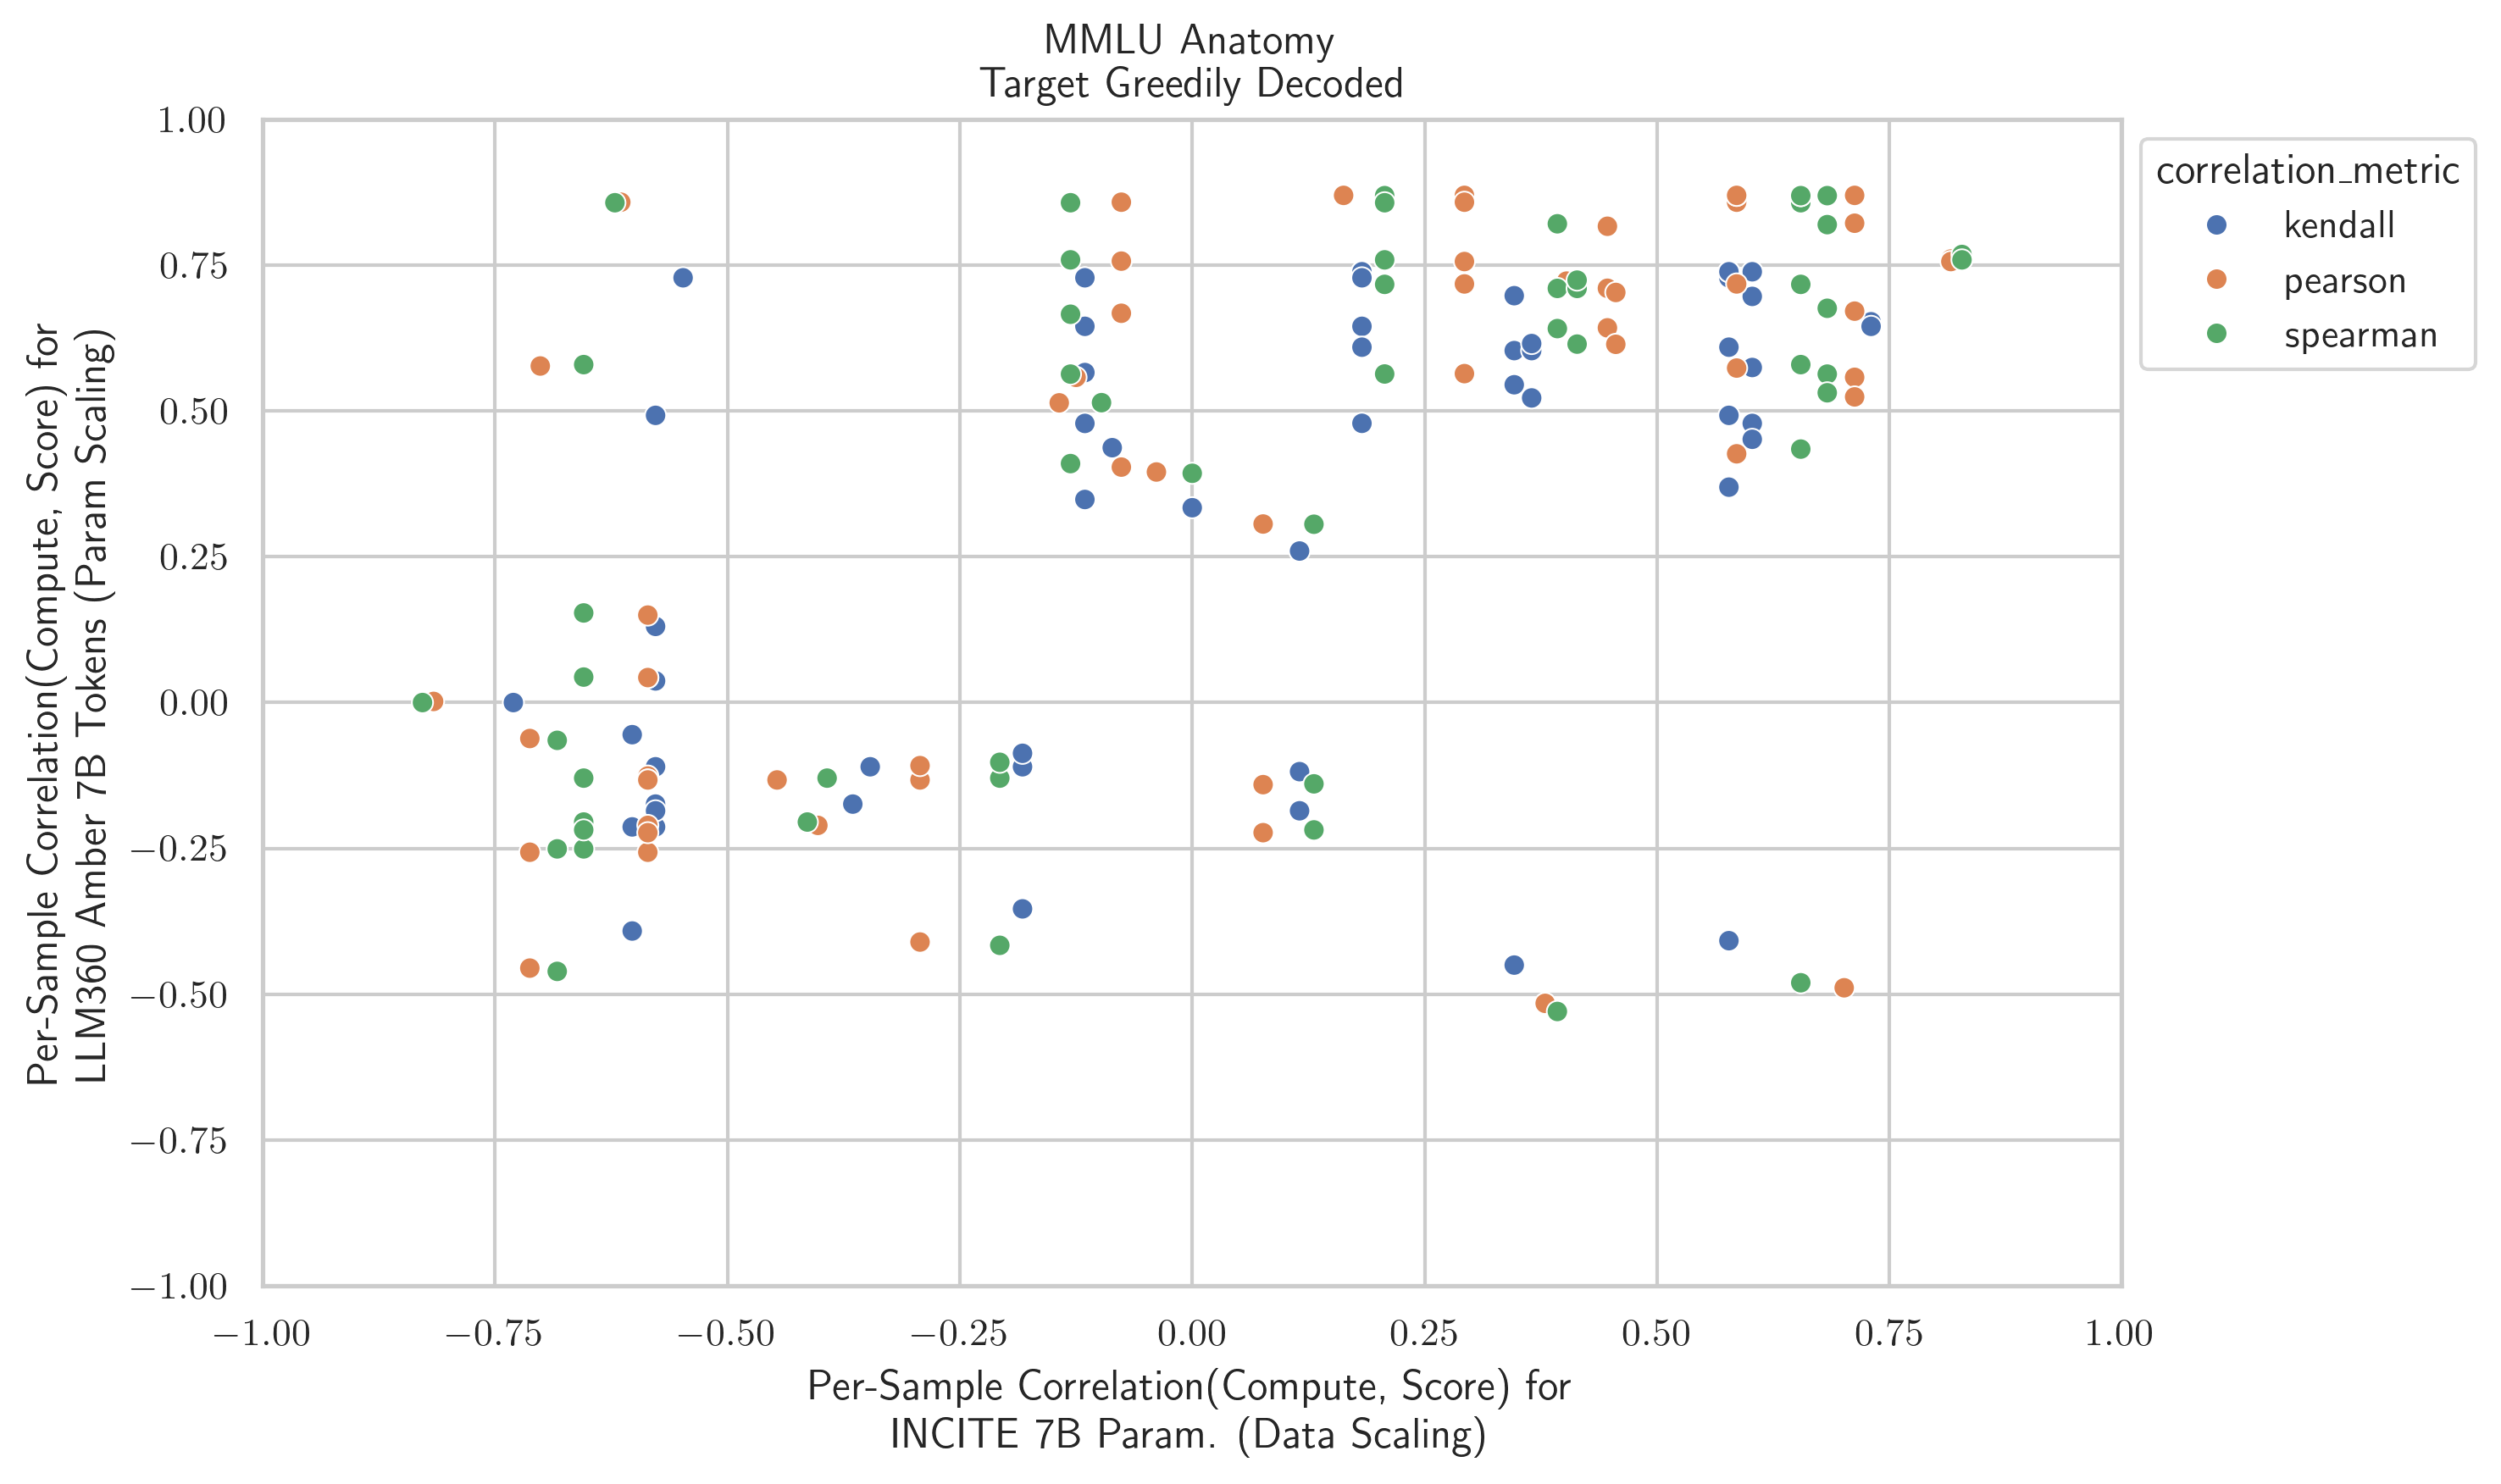 MMLU Anatomy
Target Greedily Decoded
Per-Sample Correlation(Compute, Score) for
LLM360 Amber 7B Tokens (Param Scaling)
1.00
0.75
0.50
0.25
0.00
−0.25
−0.50
−0.75
−1.00
correlation_metric
kendall
pearson
spearman
−1.00 −0.75 −0.50 −0.25 0.00 0.25 0.50 0.75 1.00
Per-Sample Correlation(Compute, Score) for
INCITE 7B Param. (Data Scaling)